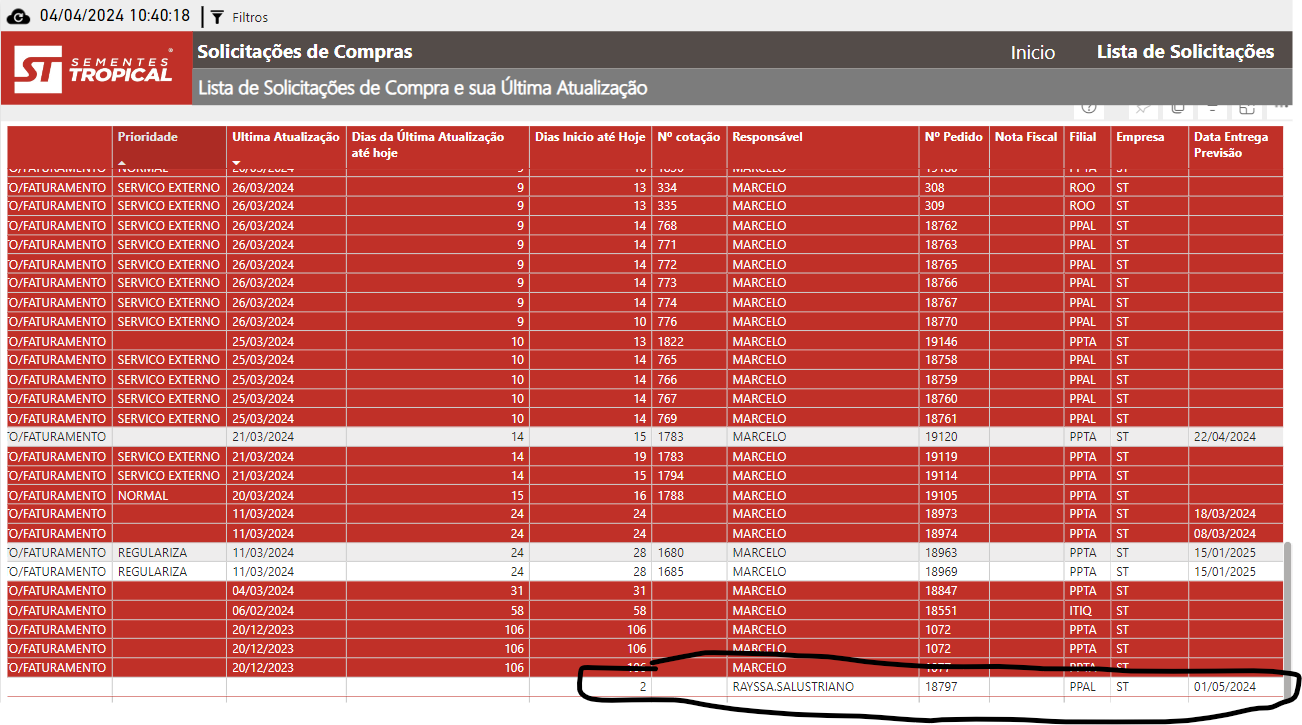 04/04/2024 10:40:18 Filtros
ST SEMENTES TROPICAL®
Solicitações de Compras Inicio Lista de Solicitações
Lista de Solicitações de Compra e sua Última Atualização
Prioridade Ultima Atualização Dias da Última Atualização até hoje Dias Inicio até Hoje Nº cotação Responsável Nº Pedido Nota Fiscal Filial Empresa Data Entrega Previsão
O/FATURAMENTO SERVICO EXTERNO 26/03/2024 9 13 334 MARCELO 308 ROO ST
O/FATURAMENTO SERVICO EXTERNO 26/03/2024 9 13 335 MARCELO 309 ROO ST
O/FATURAMENTO SERVICO EXTERNO 26/03/2024 9 14 768 MARCELO 18762 PPAL ST
O/FATURAMENTO SERVICO EXTERNO 26/03/2024 9 14 771 MARCELO 18763 PPAL ST
O/FATURAMENTO SERVICO EXTERNO 26/03/2024 9 14 772 MARCELO 18765 PPAL ST
O/FATURAMENTO SERVICO EXTERNO 26/03/2024 9 14 773 MARCELO 18766 PPAL ST
O/FATURAMENTO SERVICO EXTERNO 26/03/2024 9 14 774 MARCELO 18767 PPAL ST
O/FATURAMENTO SERVICO EXTERNO 26/03/2024 9 10 776 MARCELO 18770 PPAL ST
O/FATURAMENTO 25/03/2024 10 13 1822 MARCELO 19146 PPTA ST
O/FATURAMENTO SERVICO EXTERNO 25/03/2024 10 14 765 MARCELO 18758 PPAL ST
O/FATURAMENTO SERVICO EXTERNO 25/03/2024 10 14 766 MARCELO 18759 PPAL ST
O/FATURAMENTO SERVICO EXTERNO 25/03/2024 10 14 767 MARCELO 18760 PPAL ST
O/FATURAMENTO SERVICO EXTERNO 25/03/2024 10 14 769 MARCELO 18761 PPAL ST
O/FATURAMENTO 21/03/2024 14 15 1783 MARCELO 19120 PPTA ST 22/04/2024
O/FATURAMENTO SERVICO EXTERNO 21/03/2024 14 19 1783 MARCELO 19119 PPTA ST
O/FATURAMENTO SERVICO EXTERNO 21/03/2024 14 15 1794 MARCELO 19114 PPTA ST
O/FATURAMENTO NORMAL 20/03/2024 15 16 1788 MARCELO 19105 PPTA ST
O/FATURAMENTO 11/03/2024 24 24 MARCELO 18973 PPTA ST 18/03/2024
O/FATURAMENTO 11/03/2024 24 24 MARCELO 18974 PPTA ST 08/03/2024
O/FATURAMENTO REGULARIZA 11/03/2024 24 28 1680 MARCELO 18963 PPTA ST 15/01/2025
O/FATURAMENTO REGULARIZA 11/03/2024 24 28 1685 MARCELO 18969 PPTA ST 15/01/2025
O/FATURAMENTO 04/03/2024 31 31 MARCELO 18847 PPTA ST
O/FATURAMENTO 06/02/2024 58 58 MARCELO 18551 ITIQ ST
O/FATURAMENTO 20/12/2023 106 106 MARCELO 1072 PPTA ST
O/FATURAMENTO 20/12/2023 106 106 MARCELO 1072 PPTA ST
O/FATURAMENTO 20/12/2023 106 106 MARCELO 1077 PPTA ST
2 RAYSSA.SALUSTRIANO 18797 PPAL ST 01/05/2024